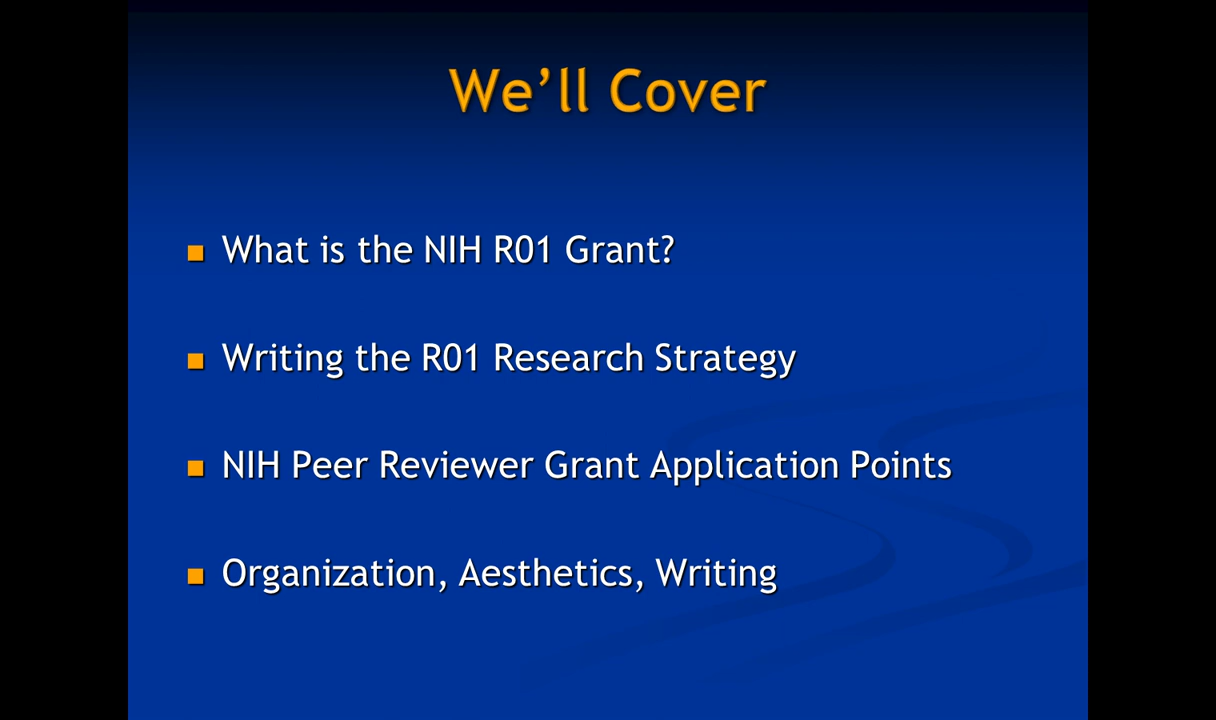 We’ll Cover
What is the NIH R01 Grant?
Writing the R01 Research Strategy
NIH Peer Reviewer Grant Application Points
Organization, Aesthetics, Writing